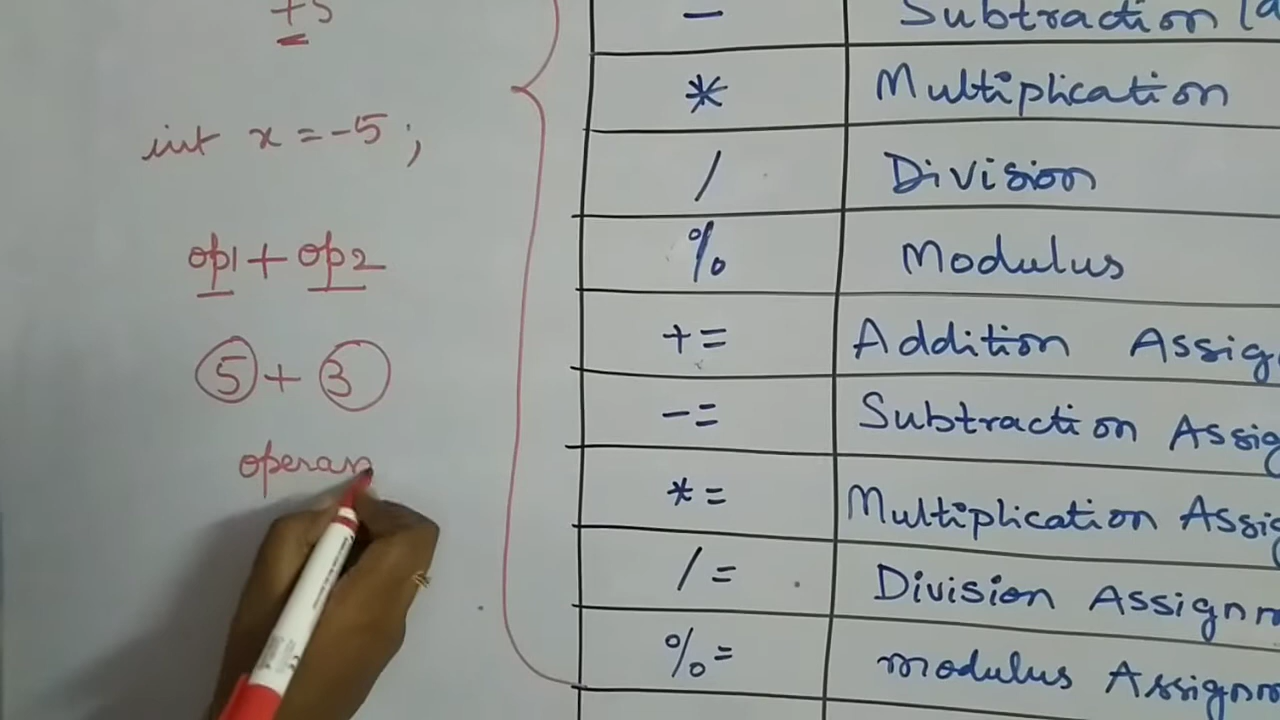 +5
int x = -5 ;
op1 + op2
5 + 3
operan
- Subtraction (a
* Multiplication
/ Division
% Modulus
+= Addition Assig
-= Subtraction Assig
*= Multiplication Assig
/= Division Assignm
%= modulus Assignm